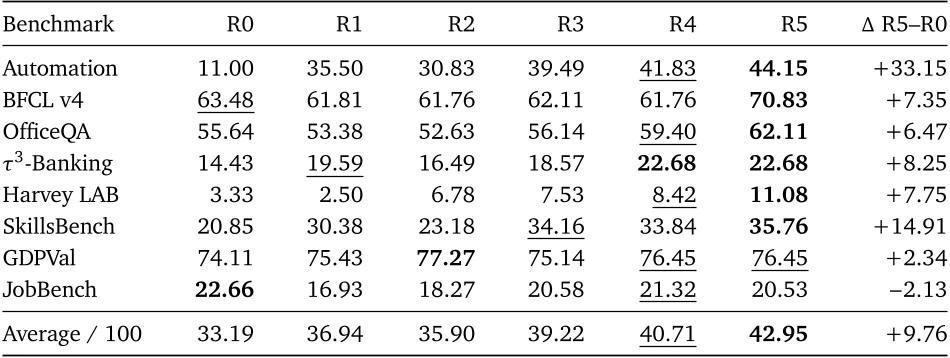 Benchmark R0 R1 R2 R3 R4 R5 Δ R5–R0
Automation 11.00 35.50 30.83 39.49 41.83 44.15 +33.15
BFCL v4 63.48 61.81 61.76 62.11 61.76 70.83 +7.35
OfficeQA 55.64 53.38 52.63 56.14 59.40 62.11 +6.47
τ³-Banking 14.43 19.59 16.49 18.57 22.68 22.68 +8.25
Harvey LAB 3.33 2.50 6.78 7.53 8.42 11.08 +7.75
SkillsBench 20.85 30.38 23.18 34.16 33.84 35.76 +14.91
GDPVal 74.11 75.43 77.27 75.14 76.45 76.45 +2.34
JobBench 22.66 16.93 18.27 20.58 21.32 20.53 −2.13
Average / 100 33.19 36.94 35.90 39.22 40.71 42.95 +9.76